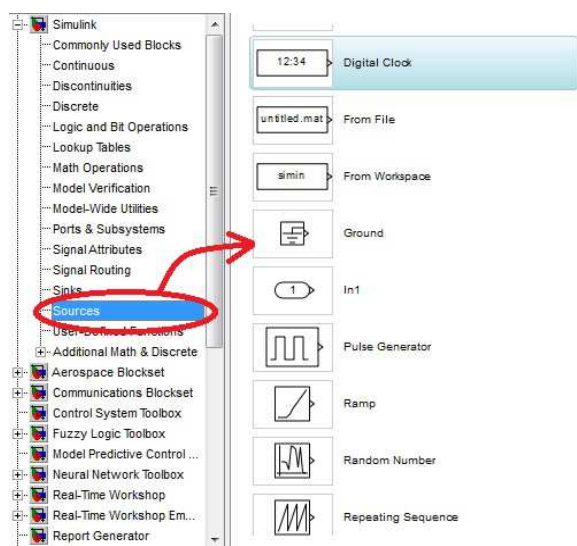 Simulink
Commonly Used Blocks
Continuous
Discontinuities
Discrete
Logic and Bit Operations
Lookup Tables
Math Operations
Model Verification
Model-Wide Utilities
Ports & Subsystems
Signal Attributes
Signal Routing
Sinks
Sources
User-Defined Functions
Additional Math & Discrete
Aerospace Blockset
Communications Blockset
Control System Toolbox
Fuzzy Logic Toolbox
Model Predictive Control ...
Neural Network Toolbox
Real-Time Workshop
Real-Time Workshop Em...
Report Generator
12:34 Digital Clock
untitled.mat From File
simin From Workspace
Ground
1 In1
Pulse Generator
Ramp
Random Number
Repeating Sequence